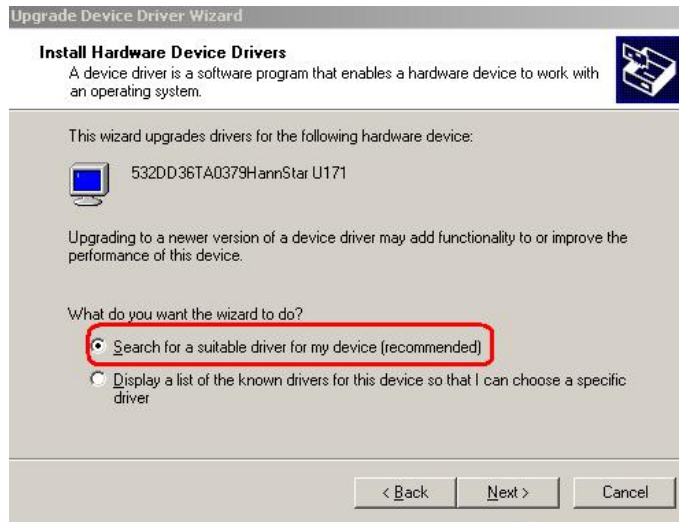 Upgrade Device Driver Wizard
Install Hardware Device Drivers
A device driver is a software program that enables a hardware device to work with
an operating system.
This wizard upgrades drivers for the following hardware device:
532DD36TA0379HannStar U171
Upgrading to a newer version of a device driver may add functionality to or improve the
performance of this device.
What do you want the wizard to do?
Search for a suitable driver for my device (recommended)
Display a list of the known drivers for this device so that I can choose a specific
driver
< Back
Next >
Cancel